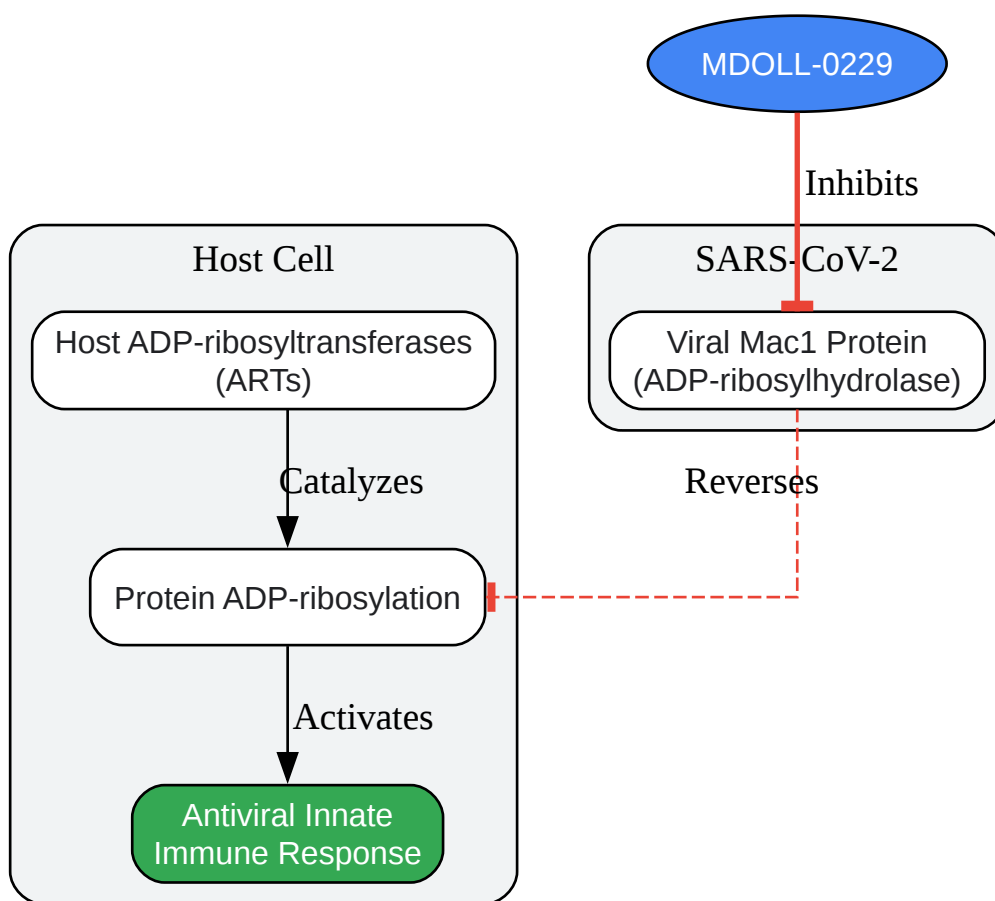 MDOLL-0229
Inhibits
Host Cell
SARS-CoV-2
Host ADP-ribosyltransferases
(ARTs)
Viral Mac1 Protein
(ADP-ribosylhydrolase)
Catalyzes
Reverses
Protein ADP-ribosylation
Activates
Antiviral Innate
Immune Response